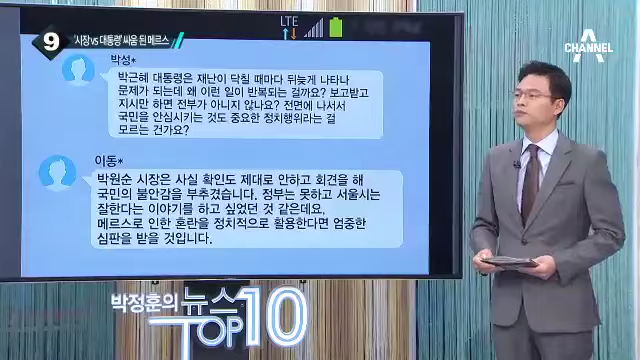 LTE
9 '시장 vs 대통령' 싸움 된 메르스
CHANNEL A
박성*
박근혜 대통령은 재난이 닥칠 때마다 뒤늦게 나타나
문제가 되는데 왜 이런 일이 반복되는 걸까요? 보고받고
지시만 하면 전부가 아니지 않나요? 전면에 나서서
국민을 안심시키는 것도 중요한 정치행위라는 걸
모르는 건가요?
이동*
박원순 시장은 사실 확인도 제대로 안하고 회견을 해
국민의 불안감을 부추겼습니다. 정부는 못하고 서울시는
잘한다는 이야기를 하고 싶었던 것 같은데요.
메르스로 인한 혼란을 정치적으로 활용한다면 엄중한
심판을 받을 것입니다.
박정훈의 뉴스
TOP10